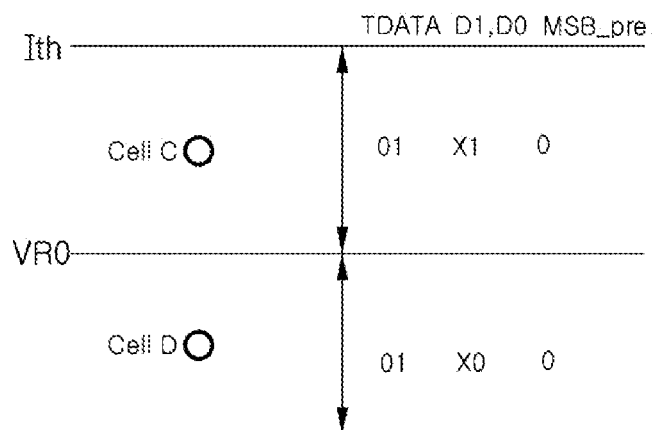 TDATA D1,D0 MSB_pre
Ith
Cell C 01 X1 0
VR0
Cell D 01 X0 0